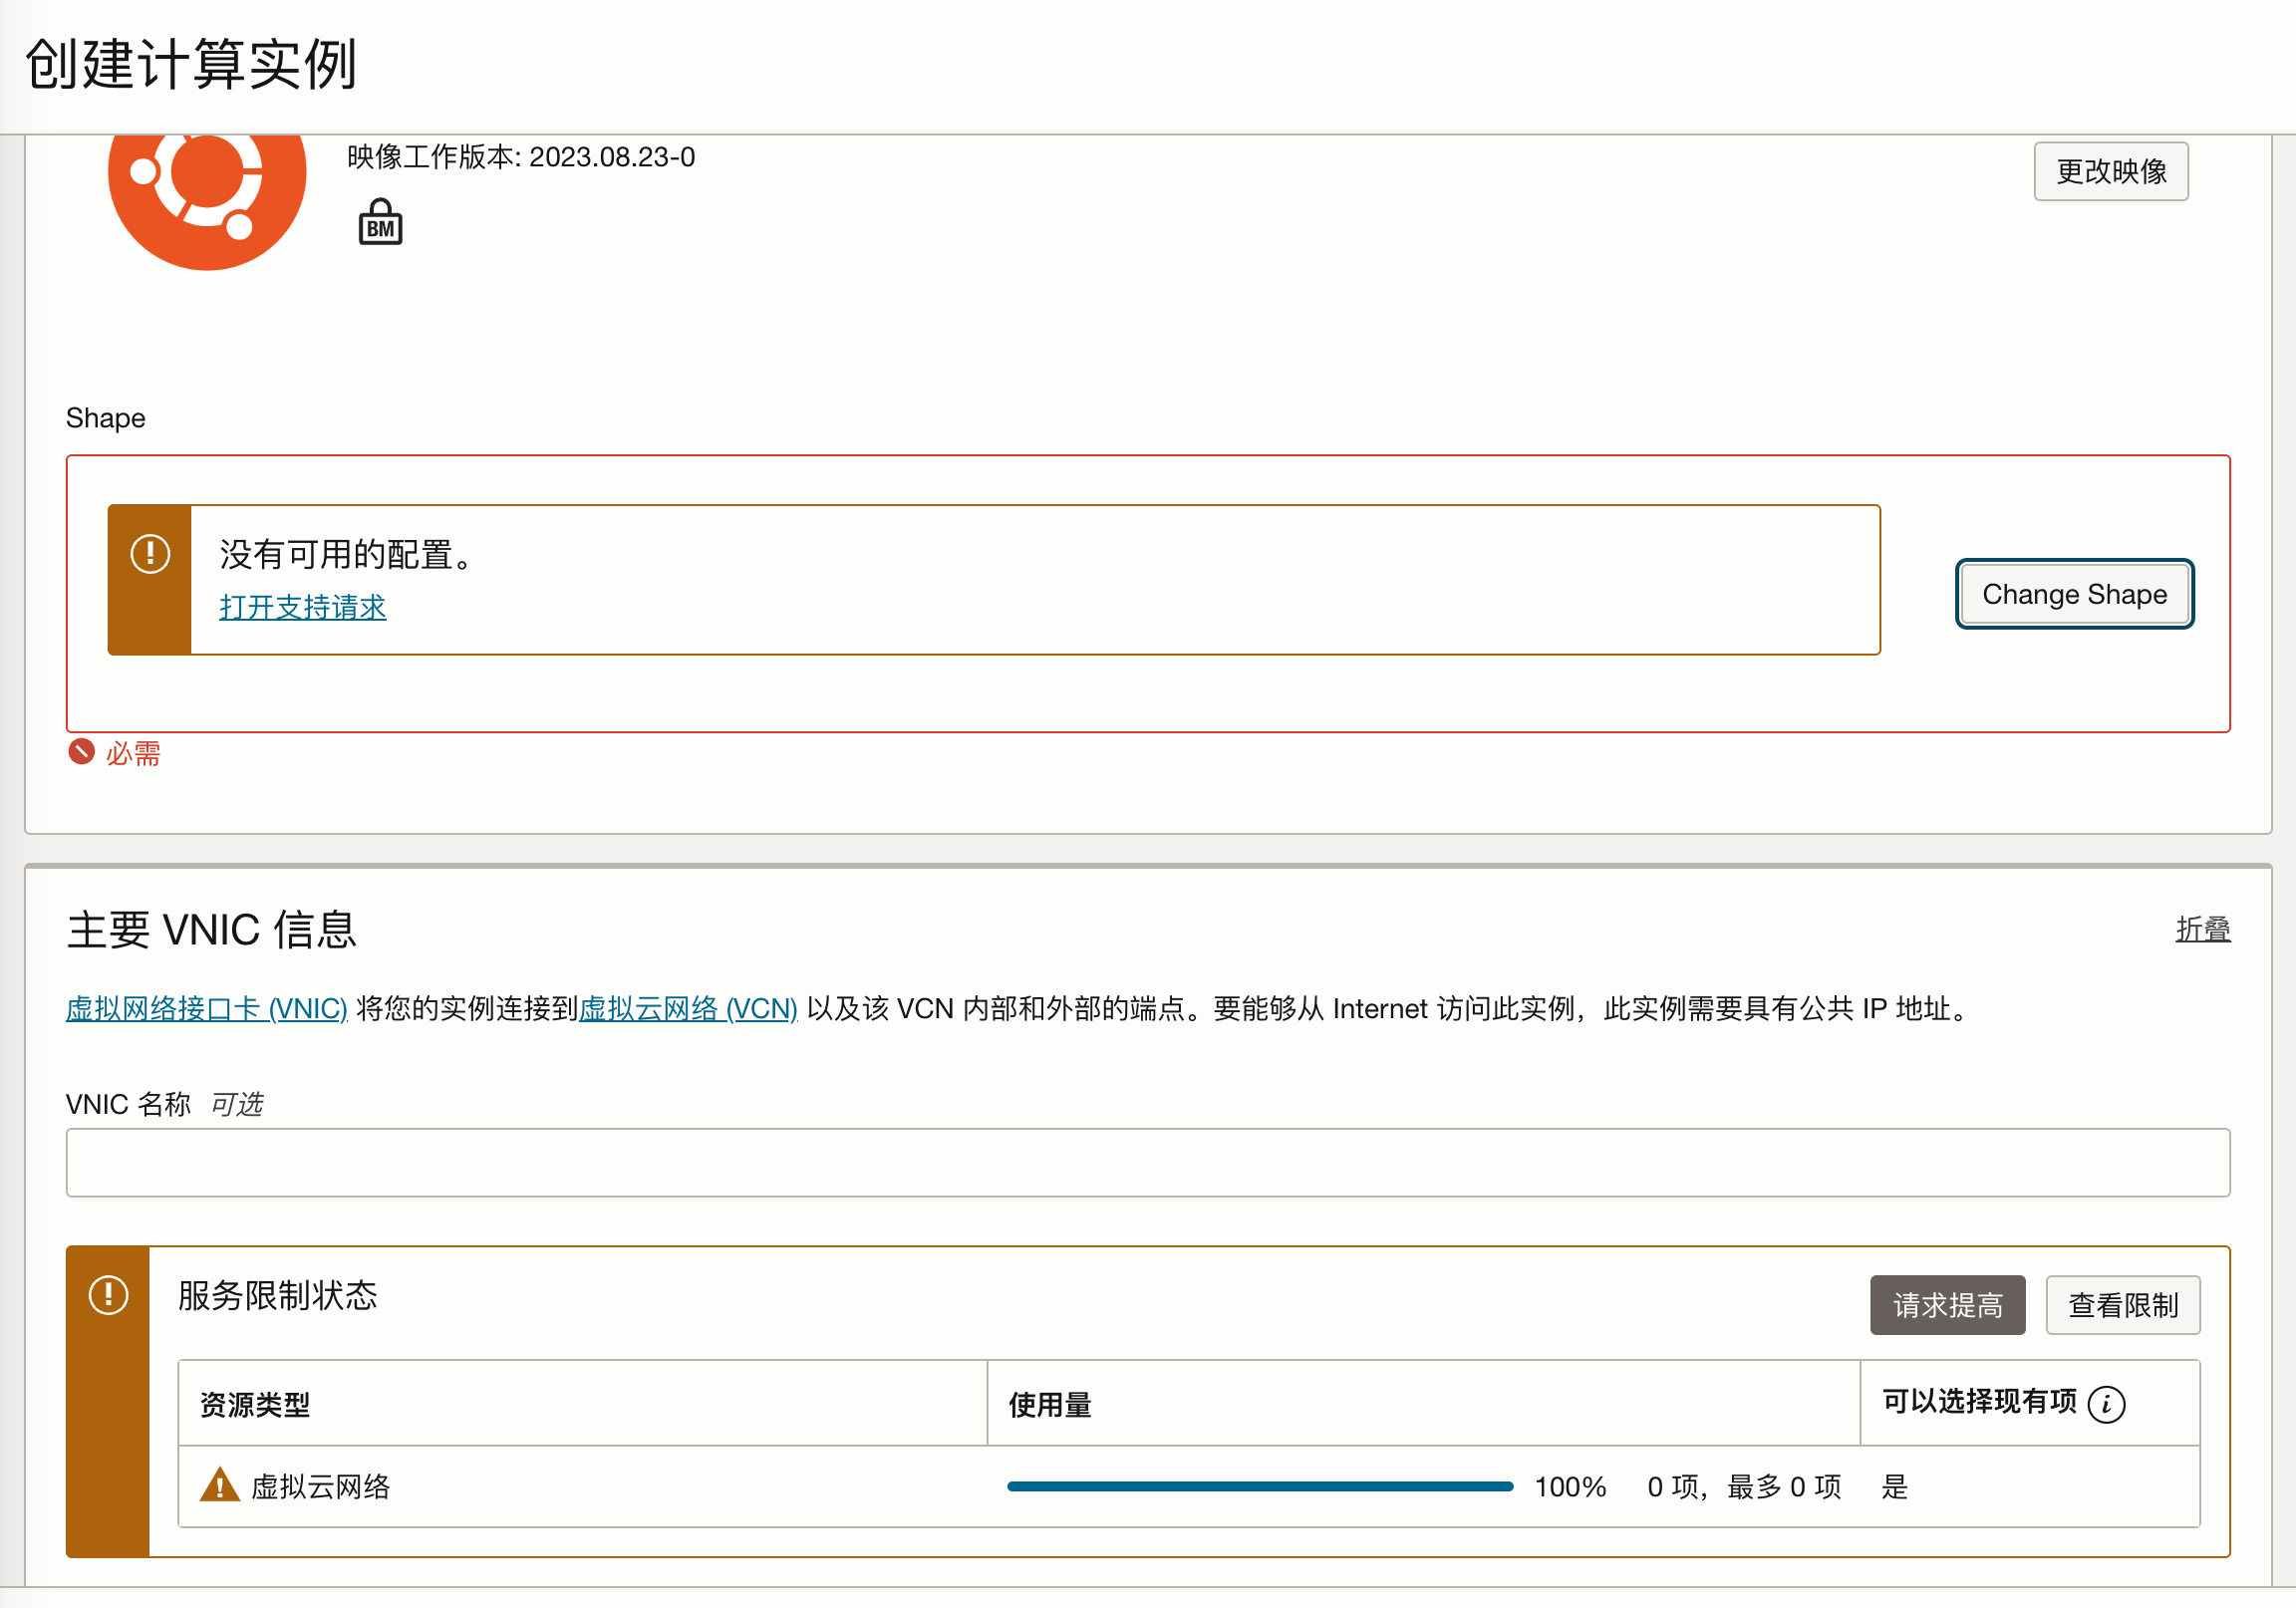 创建计算实例
映像工作版本: 2023.08.23-0
更改映像
BM
Shape
没有可用的配置。
打开支持请求
Change Shape
必需
主要 VNIC 信息
折叠
虚拟网络接口卡 (VNIC) 将您的实例连接到虚拟云网络 (VCN) 以及该 VCN 内部和外部的端点。要能够从 Internet 访问此实例，此实例需要具有公共 IP 地址。
VNIC 名称 可选
服务限制状态
请求提高
查看限制
资源类型 使用量 可以选择现有项
虚拟云网络 100% 0 项，最多 0 项 是